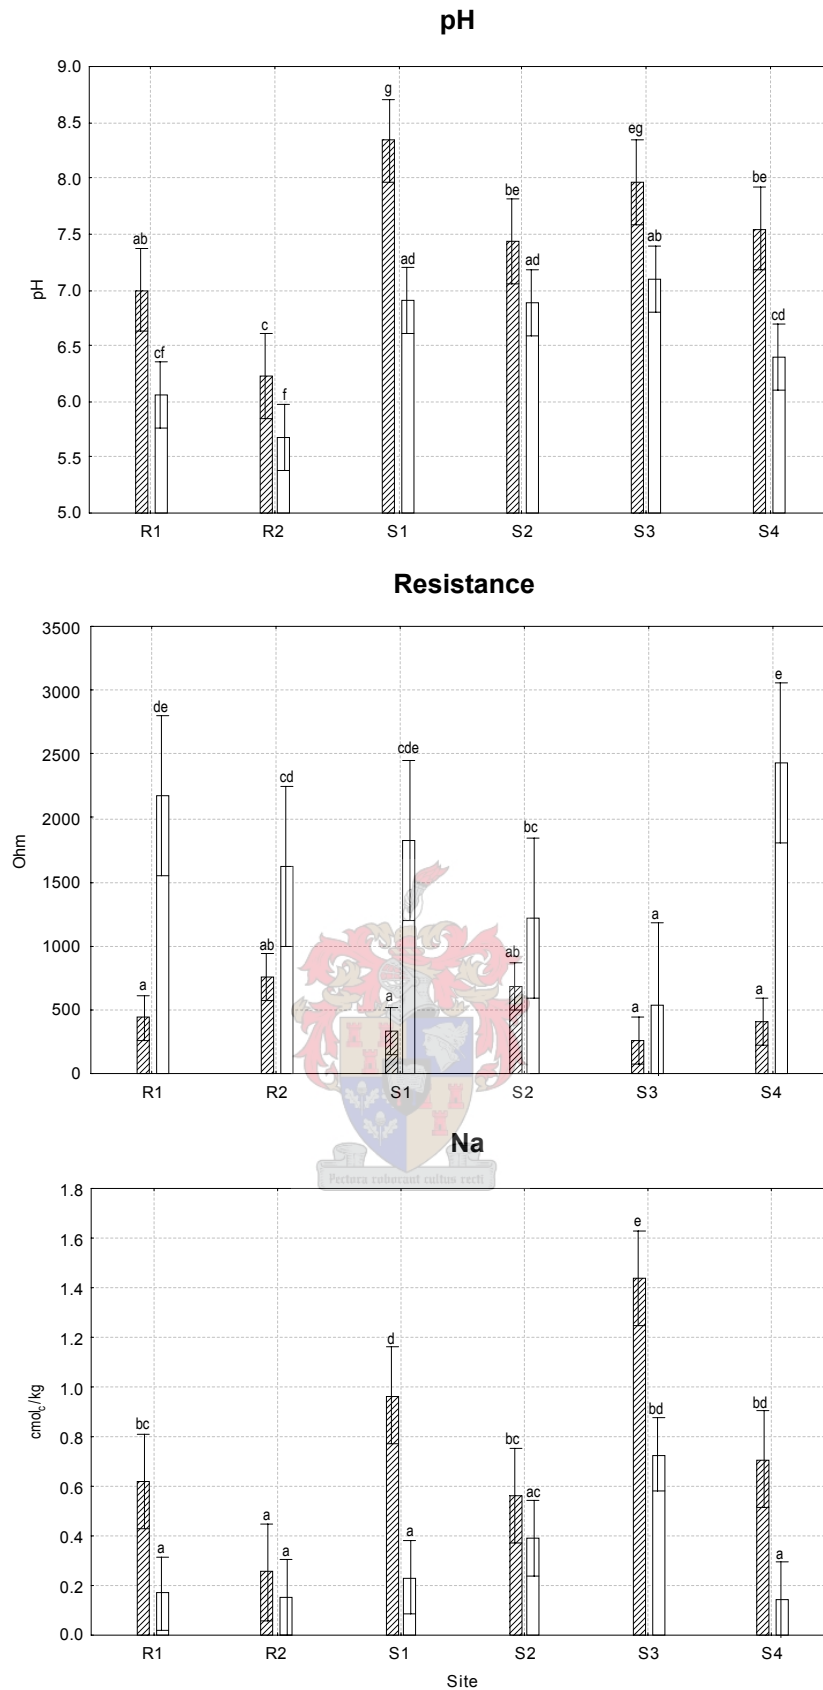 pH
9.0
8.5
8.0
7.5
7.0
6.5
6.0
5.5
5.0
pH
ab
cf
c
f
g
ad
be
ad
eg
ab
be
cd
R1 R2 S1 S2 S3 S4
Resistance
3500
3000
2500
2000
1500
1000
500
0
Ohm
a
de
ab
cd
a
cde
ab
bc
a
a
a
e
R1 R2 S1 S2 S3 S4
Na
Pectora roborant cultus recti
1.8
1.6
1.4
1.2
1.0
0.8
0.6
0.4
0.2
0.0
cmolc/kg
bc
a
a
a
d
a
bc
ac
e
bd
bd
a
R1 R2 S1 S2 S3 S4
Site